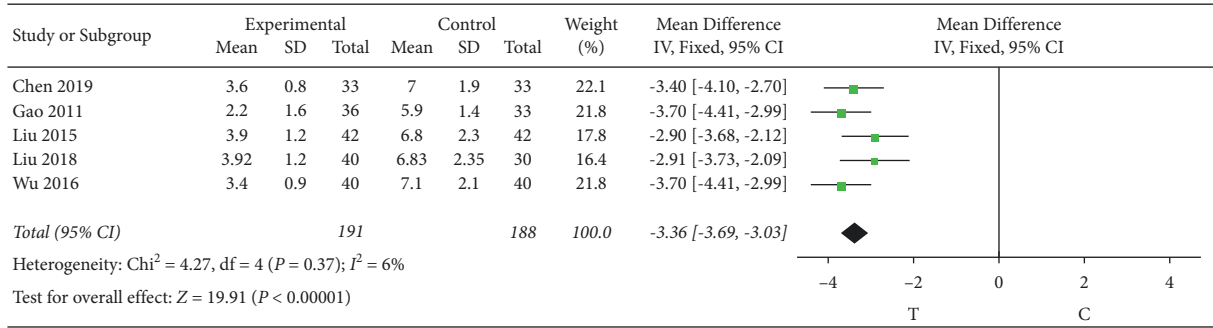 Study or Subgroup Experimental Control Weight (%) Mean Difference IV, Fixed, 95% CI Mean Difference IV, Fixed, 95% CI
Mean SD Total Mean SD Total
Chen 2019 3.6 0.8 33 7 1.9 33 22.1 -3.40 [-4.10, -2.70]
Gao 2011 2.2 1.6 36 5.9 1.4 33 21.8 -3.70 [-4.41, -2.99]
Liu 2015 3.9 1.2 42 6.8 2.3 42 17.8 -2.90 [-3.68, -2.12]
Liu 2018 3.92 1.2 40 6.83 2.35 30 16.4 -2.91 [-3.73, -2.09]
Wu 2016 3.4 0.9 40 7.1 2.1 40 21.8 -3.70 [-4.41, -2.99]
Total (95% CI) 191 188 100.0 -3.36 [-3.69, -3.03]
Heterogeneity: Chi² = 4.27, df = 4 (P = 0.37); I² = 6%
Test for overall effect: Z = 19.91 (P < 0.00001)
−4 −2 0 2 4
T C